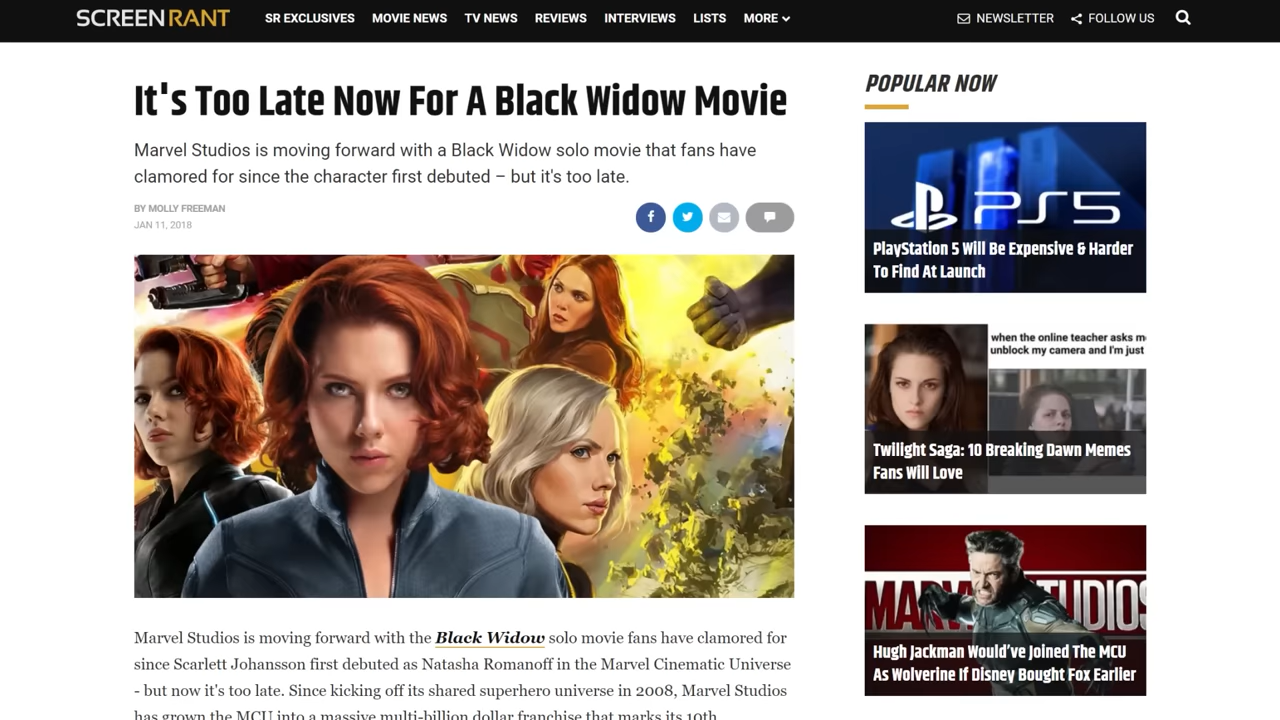 SCREENRANT
SR EXCLUSIVES MOVIE NEWS TV NEWS REVIEWS INTERVIEWS LISTS MORE
NEWSLETTER FOLLOW US
It's Too Late Now For A Black Widow Movie
Marvel Studios is moving forward with a Black Widow solo movie that fans have
clamored for since the character first debuted – but it's too late.
BY MOLLY FREEMAN
JAN 11, 2018
Marvel Studios is moving forward with the Black Widow solo movie fans have clamored for
since Scarlett Johansson first debuted as Natasha Romanoff in the Marvel Cinematic Universe
- but now it's too late. Since kicking off its shared superhero universe in 2008, Marvel Studios
has grown the MCU into a massive multi-billion dollar franchise that marks its 10th
POPULAR NOW
PS5
PlayStation 5 Will Be Expensive & Harder
To Find At Launch
when the online teacher asks m
unblock my camera and I'm just
Twilight Saga: 10 Breaking Dawn Memes
Fans Will Love
MARV STUDIOS
Hugh Jackman Would've Joined The MCU
As Wolverine If Disney Bought Fox Earlier